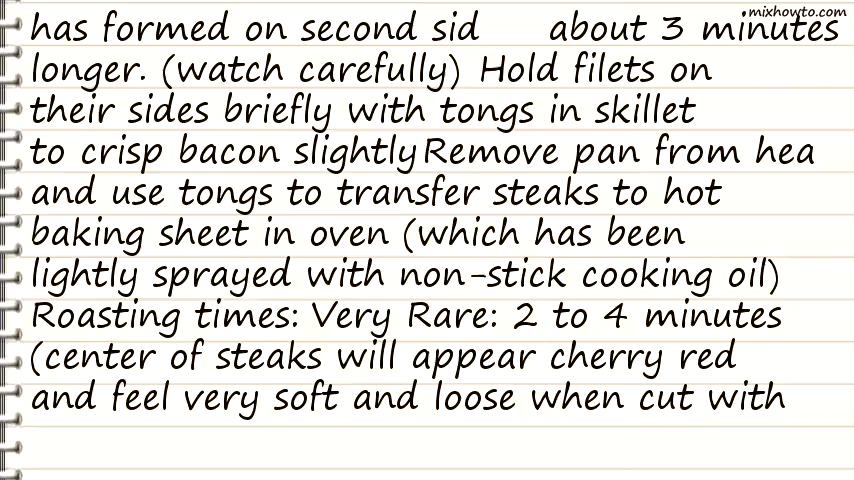 mixhowto.com
has formed on second sid about 3 minutes
longer. (watch carefully) Hold filets on
their sides briefly with tongs in skillet
to crisp bacon slightlyRemove pan from hea
and use tongs to transfer steaks to hot
baking sheet in oven (which has been
lightly sprayed with non-stick cooking oil)
Roasting times: Very Rare: 2 to 4 minutes
(center of steaks will appear cherry red
and feel very soft and loose when cut with